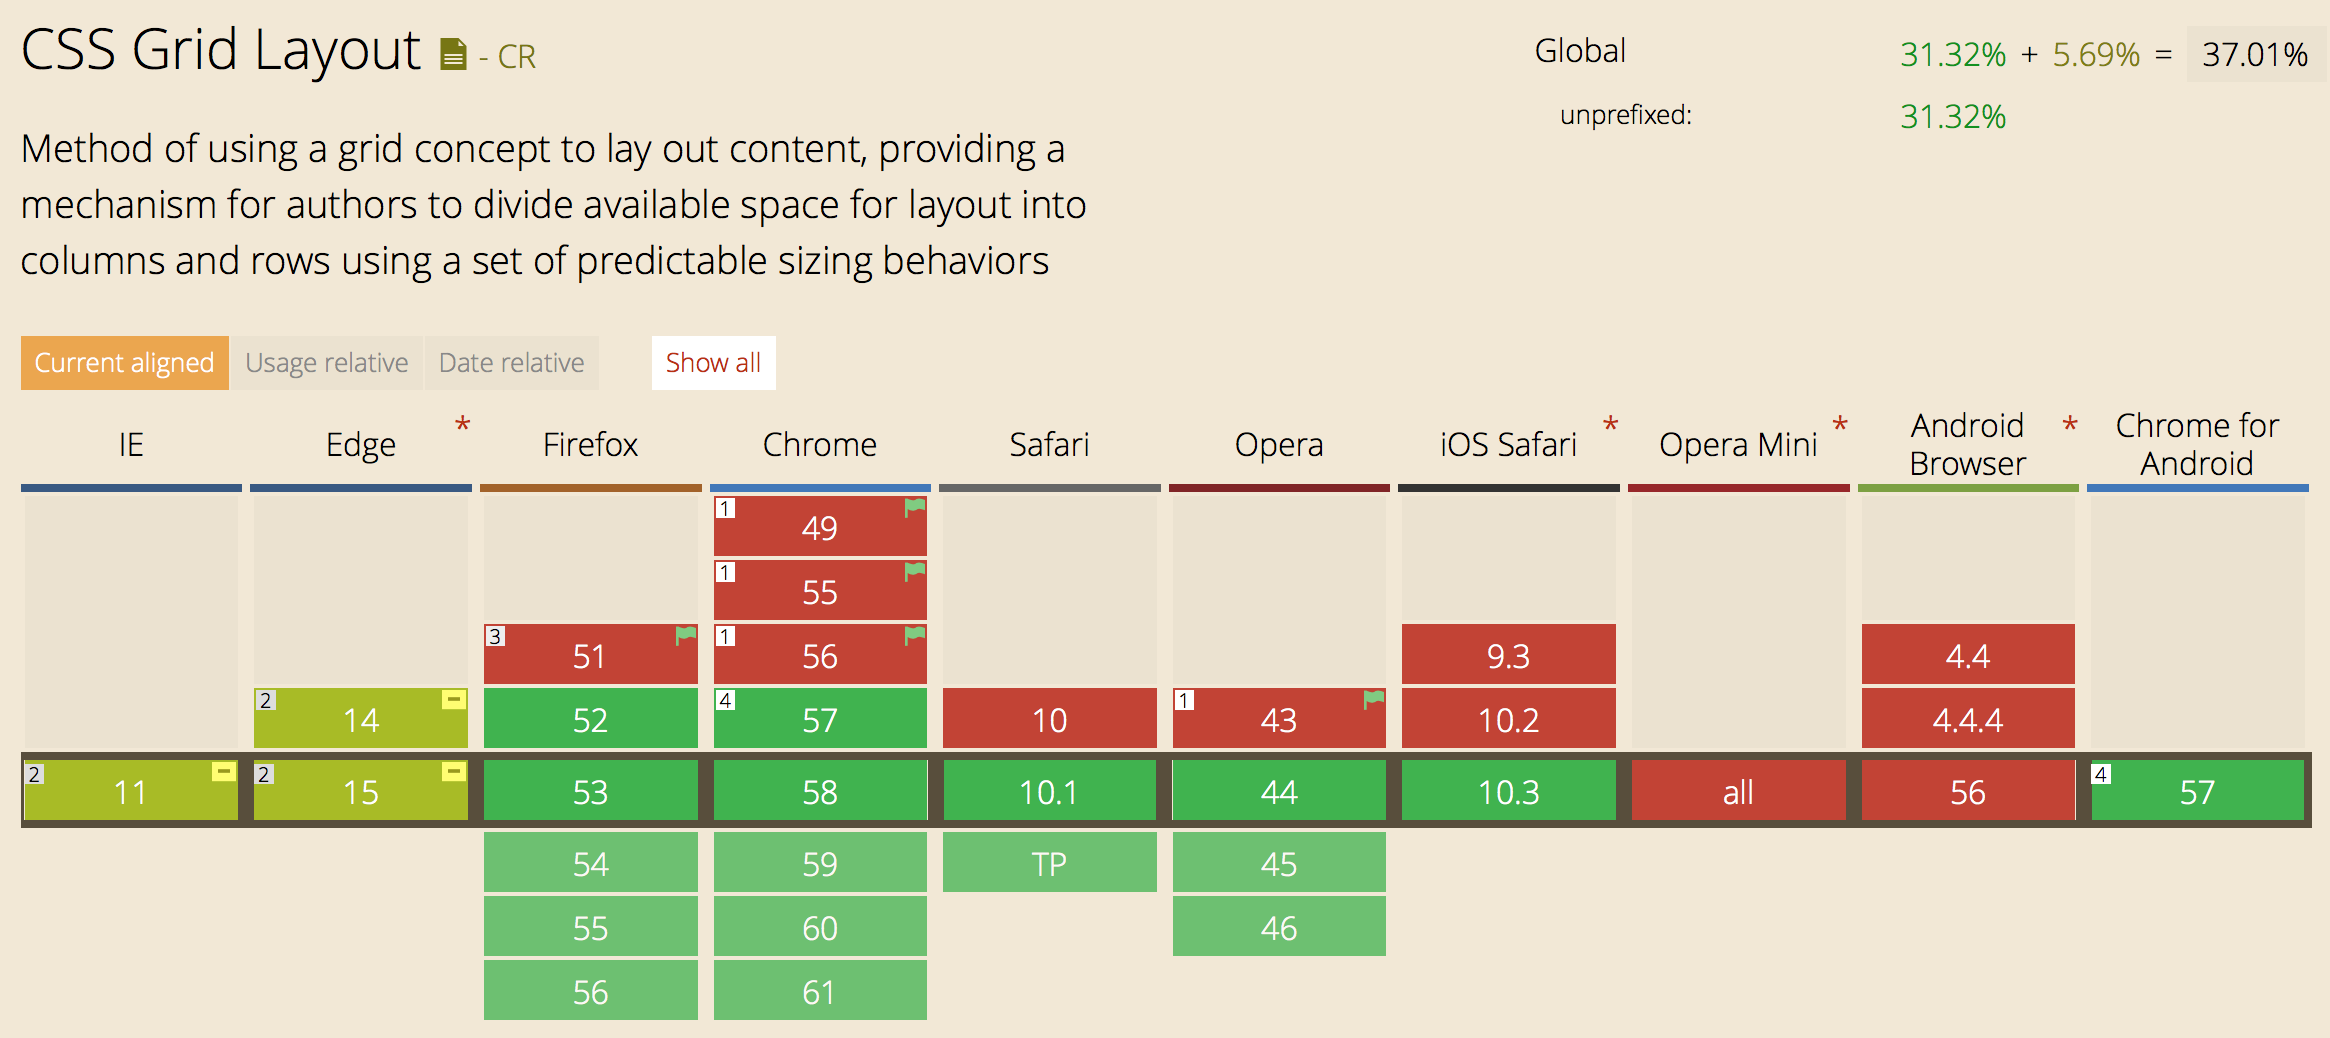 CSS Grid Layout - CR
Global 31.32% + 5.69% = 37.01%
unprefixed: 31.32%
Method of using a grid concept to lay out content, providing a
mechanism for authors to divide available space for layout into
columns and rows using a set of predictable sizing behaviors
Current aligned Usage relative Date relative Show all
IE Edge * Firefox Chrome Safari Opera iOS Safari * Opera Mini * Android Browser * Chrome for Android
1 49
1 55
3 51 1 56 9.3 4.4
2 14 - 52 4 57 10 1 43 10.2 4.4.4
2 11 - 2 15 - 53 58 10.1 44 10.3 all 56 4 57
54 59 TP 45
55 60 46
56 61